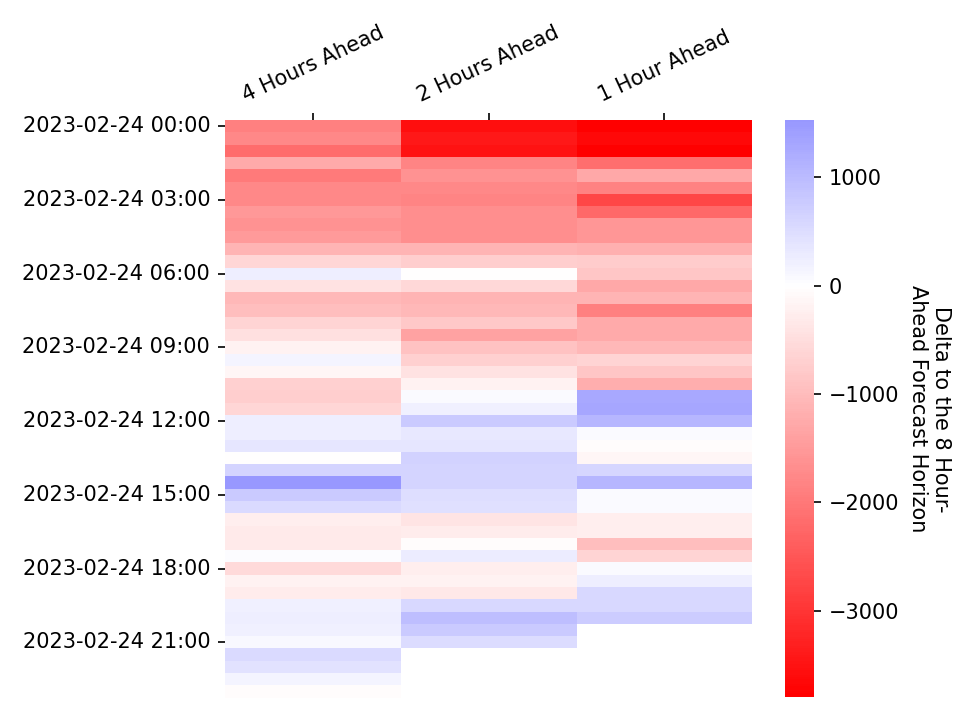 4 Hours Ahead
2 Hours Ahead
1 Hour Ahead
2023-02-24 00:00
2023-02-24 03:00
2023-02-24 06:00
2023-02-24 09:00
2023-02-24 12:00
2023-02-24 15:00
2023-02-24 18:00
2023-02-24 21:00
1000
0
−1000
−2000
−3000
Delta to the 8 Hour-
Ahead Forecast Horizon